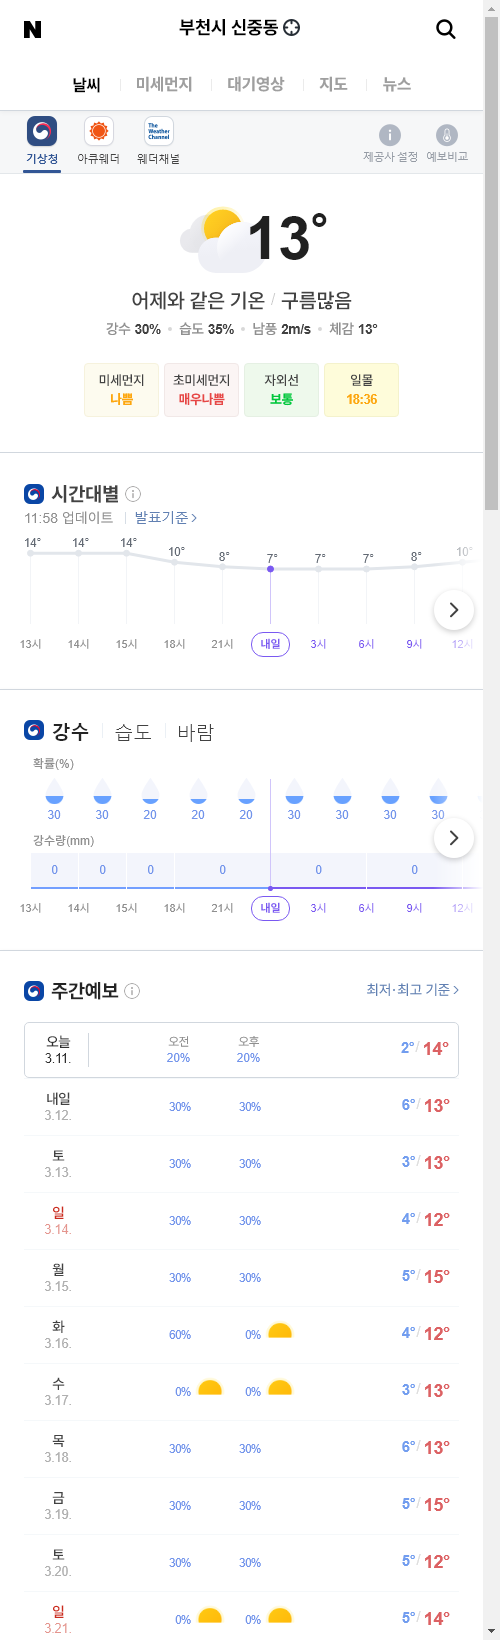 N
부천시 신중동
날씨 미세먼지 대기영상 지도 뉴스
The Weather Channel
기상청 아큐웨더 웨더채널 제공사 설정 예보비교
13°
어제와 같은 기온 / 구름많음
강수 30% 습도 35% 남풍 2m/s 체감 13°
미세먼지 초미세먼지 자외선 일몰
나쁨 매우나쁨 보통 18:36
시간대별
11:58 업데이트 발표기준
14° 14° 14° 10° 8° 7° 7° 7° 8° 10°
13시 14시 15시 18시 21시 내일 3시 6시 9시 12시
강수 습도 바람
확률(%)
30 30 20 20 20 30 30 30 30
강수량(mm)
0 0 0 0 0 0
13시 14시 15시 18시 21시 내일 3시 6시 9시 12시
주간예보 최저·최고 기준
오늘 오전 오후
3.11. 20% 20% 2°/14°
내일
3.12. 30% 30% 6°/13°
토
3.13. 30% 30% 3°/13°
일
3.14. 30% 30% 4°/12°
월
3.15. 30% 30% 5°/15°
화
3.16. 60% 0% 4°/12°
수
3.17. 0% 0% 3°/13°
목
3.18. 30% 30% 6°/13°
금
3.19. 30% 30% 5°/15°
토
3.20. 30% 30% 5°/12°
일
3.21. 0% 0% 5°/14°